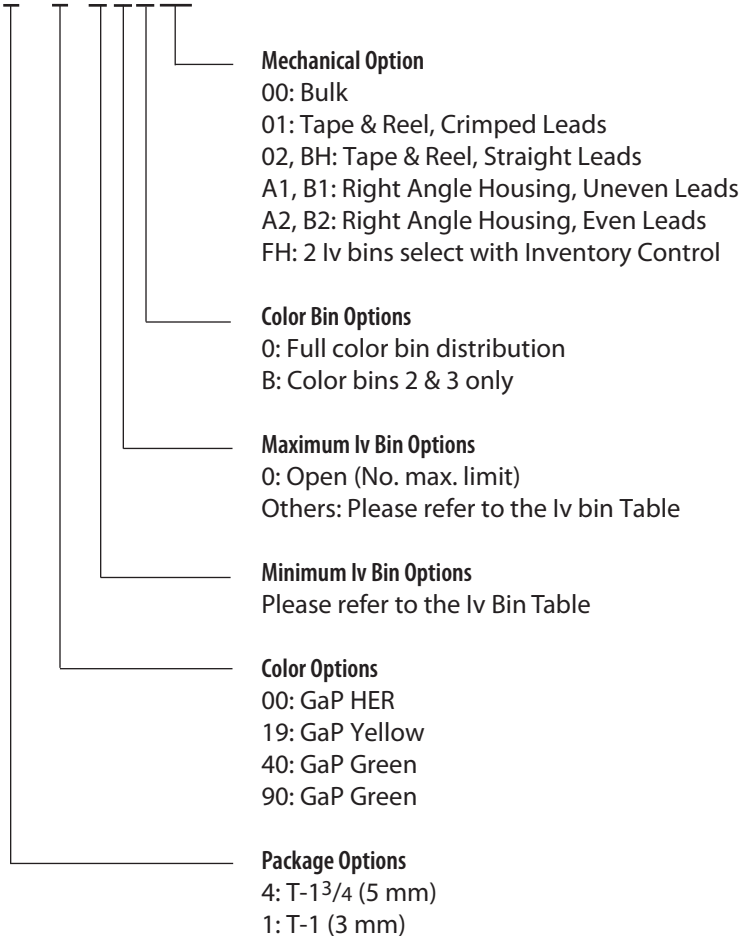 Mechanical Option
00: Bulk
01: Tape & Reel, Crimped Leads
02, BH: Tape & Reel, Straight Leads
A1, B1: Right Angle Housing, Uneven Leads
A2, B2: Right Angle Housing, Even Leads
FH: 2 Iv bins select with Inventory Control
Color Bin Options
0: Full color bin distribution
B: Color bins 2 & 3 only
Maximum Iv Bin Options
0: Open (No. max. limit)
Others: Please refer to the Iv bin Table
Minimum Iv Bin Options
Please refer to the Iv Bin Table
Color Options
00: GaP HER
19: GaP Yellow
40: GaP Green
90: GaP Green
Package Options
4: T-1 3/4 (5 mm)
1: T-1 (3 mm)